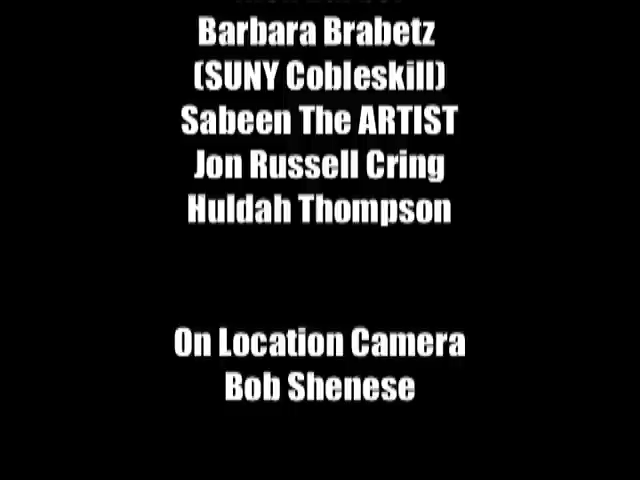 Barbara Brabetz
(SUNY Cobleskill)
Sabeen The ARTIST
Jon Russell Cring
Huldah Thompson
On Location Camera
Bob Shenese